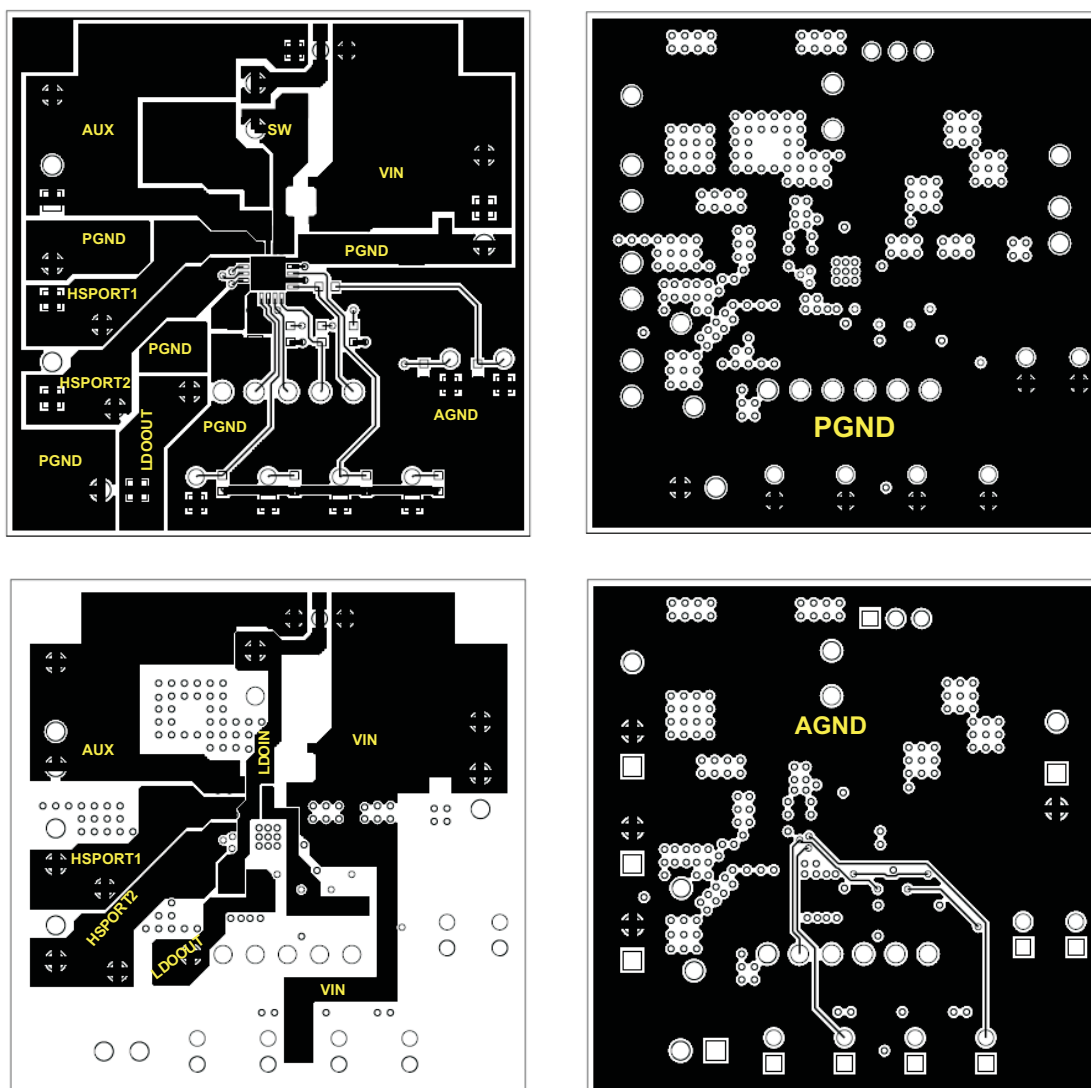 AUX
SW
VIN
PGND
PGND
HSPORT1
PGND
HSPORT2
LDOOUT
PGND
AGND
PGND
PGND
AUX
LDOIN
VIN
HSPORT1
HSPORT2
LDOOUT
VIN
AGND